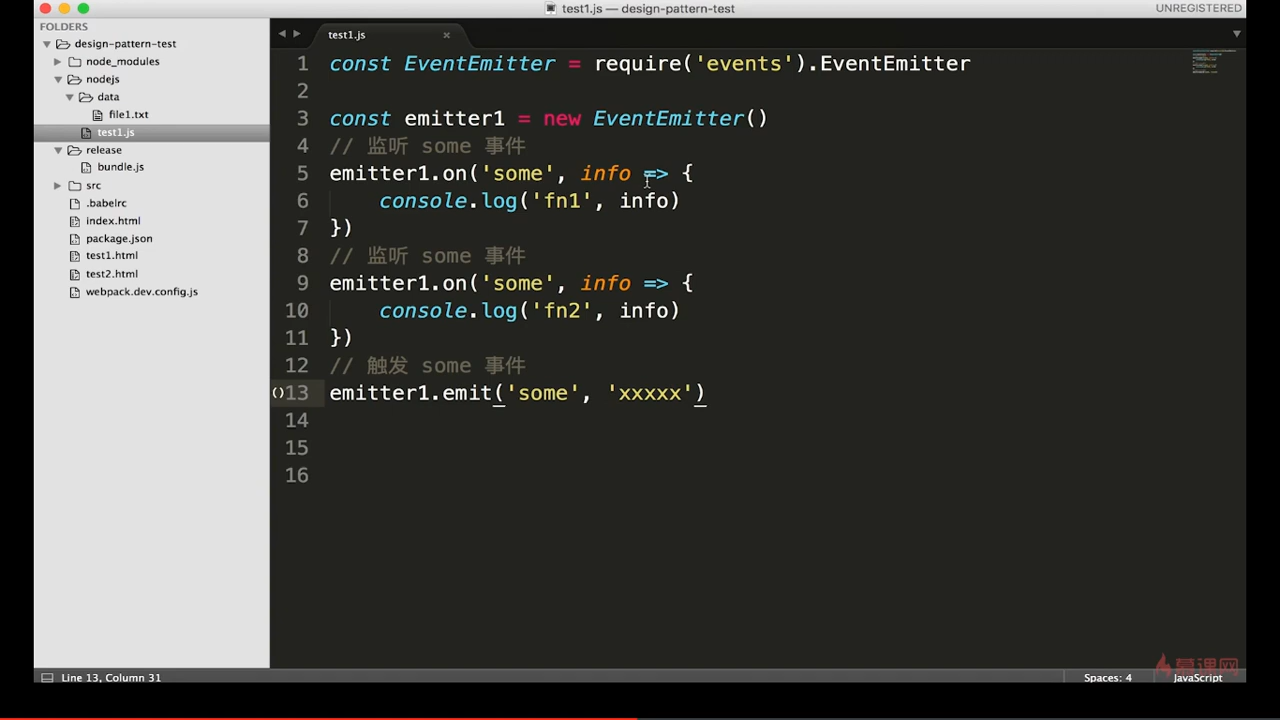 test1.js — design-pattern-test
UNREGISTERED
FOLDERS
design-pattern-test
node_modules
nodejs
data
file1.txt
test1.js
release
bundle.js
src
.babelrc
index.html
package.json
test1.html
test2.html
webpack.dev.config.js
test1.js ×
1 const EventEmitter = require('events').EventEmitter
2
3 const emitter1 = new EventEmitter()
4 // 监听 some 事件
5 emitter1.on('some', info => {
6 console.log('fn1', info)
7 })
8 // 监听 some 事件
9 emitter1.on('some', info => {
10 console.log('fn2', info)
11 })
12 // 触发 some 事件
13 emitter1.emit('some', 'xxxxx')
14
15
16
慕课网
Line 13, Column 31
Spaces: 4
JavaScript